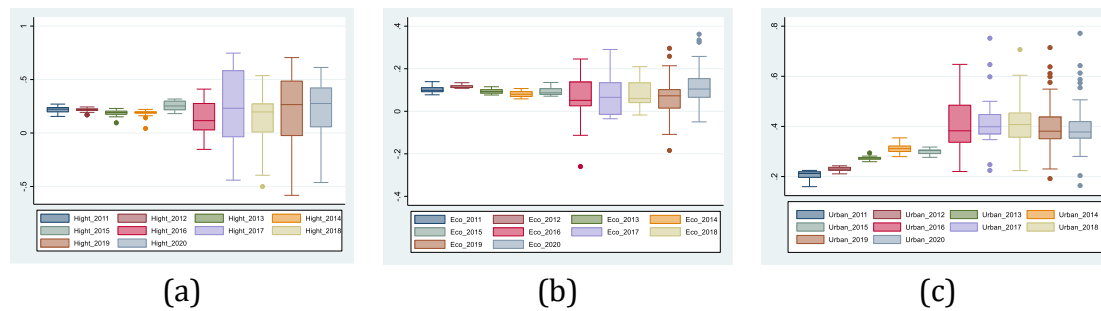 1
.5
0
-.5
Hight_2011 Hight_2012 Hight_2013 Hight_2014
Hight_2015 Hight_2016 Hight_2017 Hight_2018
Hight_2019 Hight_2020
(a)
.4
.2
0
-.2
-.4
Eco_2011 Eco_2012 Eco_2013 Eco_2014
Eco_2015 Eco_2016 Eco_2017 Eco_2018
Eco_2019 Eco_2020
(b)
.8
.6
.4
.2
Urban_2011 Urban_2012 Urban_2013 Urban_2014
Urban_2015 Urban_2016 Urban_2017 Urban_2018
Urban_2019 Urban_2020
(c)